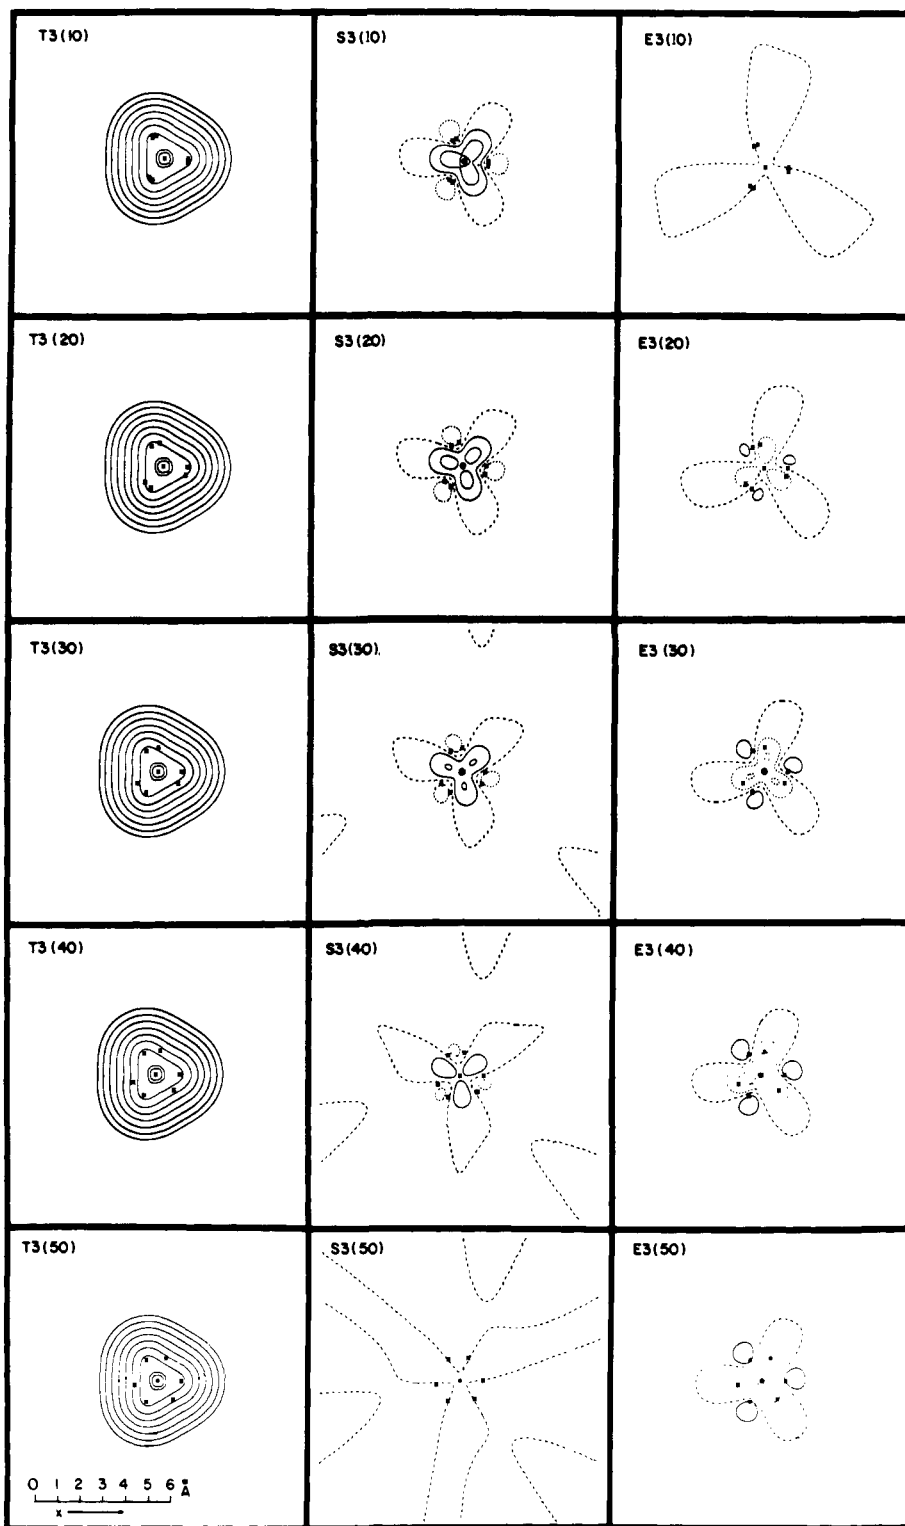 T3(10) S3(10) E3(10)
T3(20) S3(20) E3(20)
T3(30) S3(30). E3(30)
T3(40) S3(40) E3(40)
T3(50) S3(50) E3(50)
0 1 2 3 4 5 6 Å
x